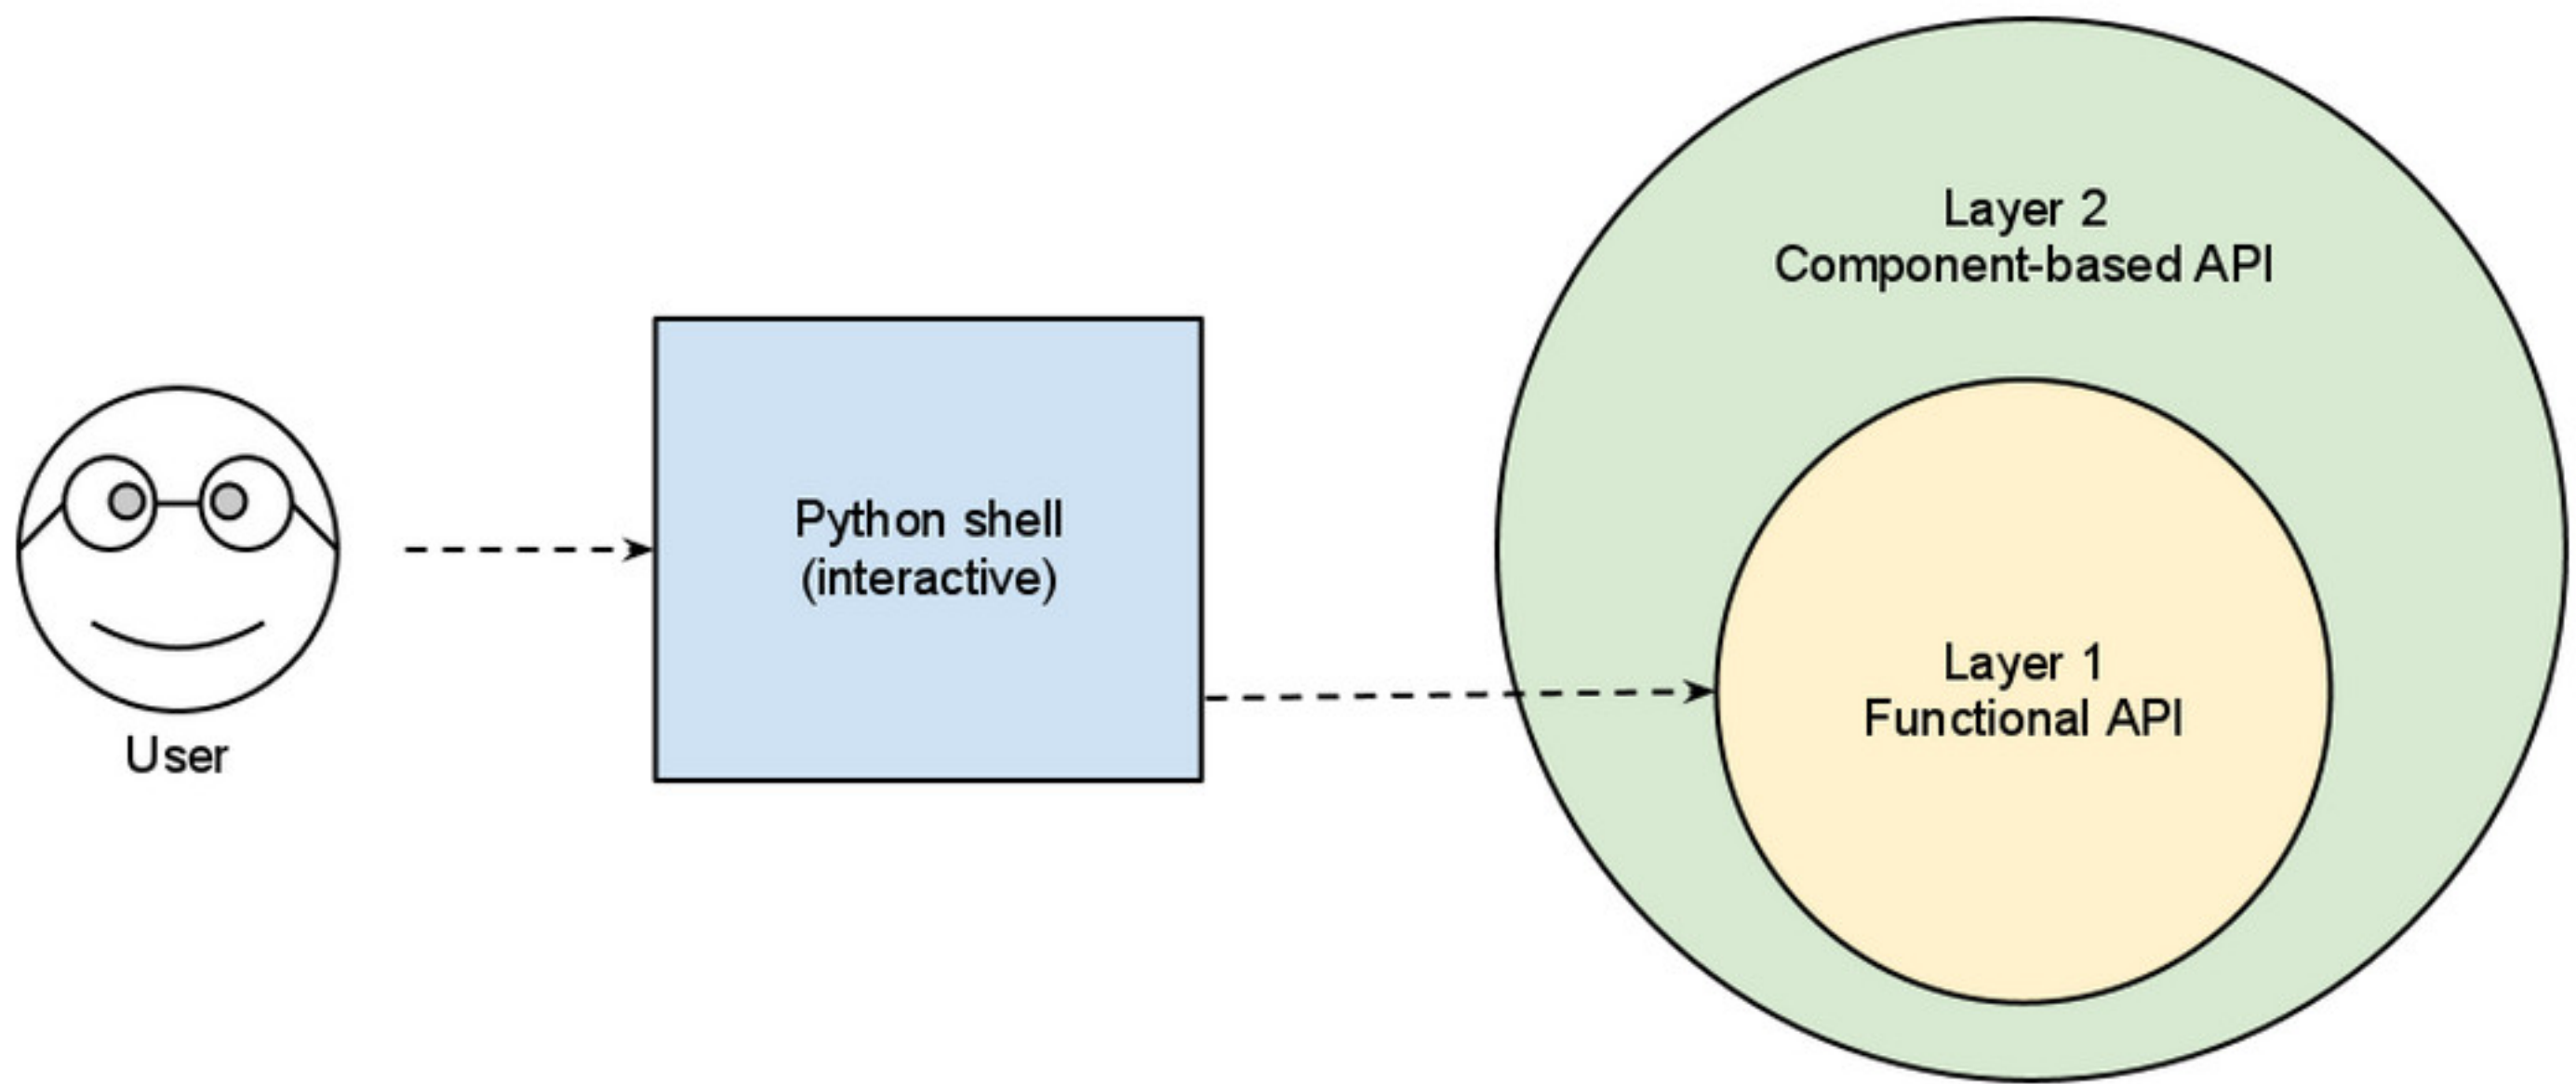 User
Python shell
(interactive)
Layer 2
Component-based API
Layer 1
Functional API